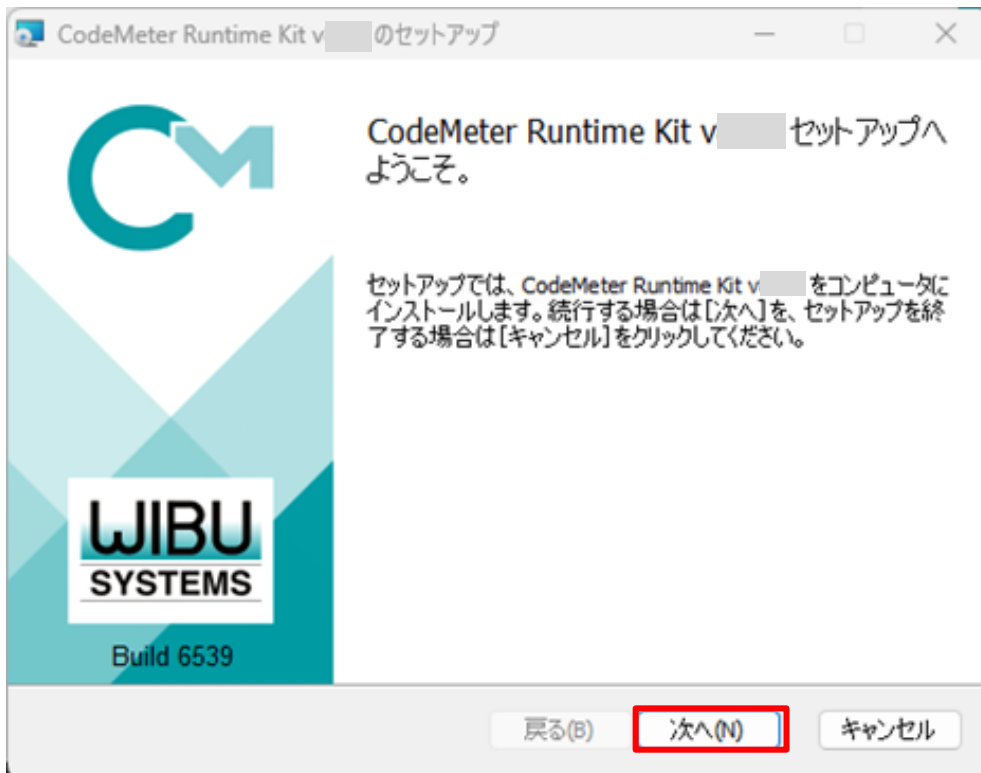 CodeMeter Runtime Kit v のセットアップ
CodeMeter Runtime Kit v セットアップへ
ようこそ。
セットアップでは、CodeMeter Runtime Kit v をコンピュータに
インストールします。続行する場合は[次へ]を、セットアップを終
了する場合は[キャンセル]をクリックしてください。
WIBU
SYSTEMS
Build 6539
戻る(B)
次へ(N)
キャンセル